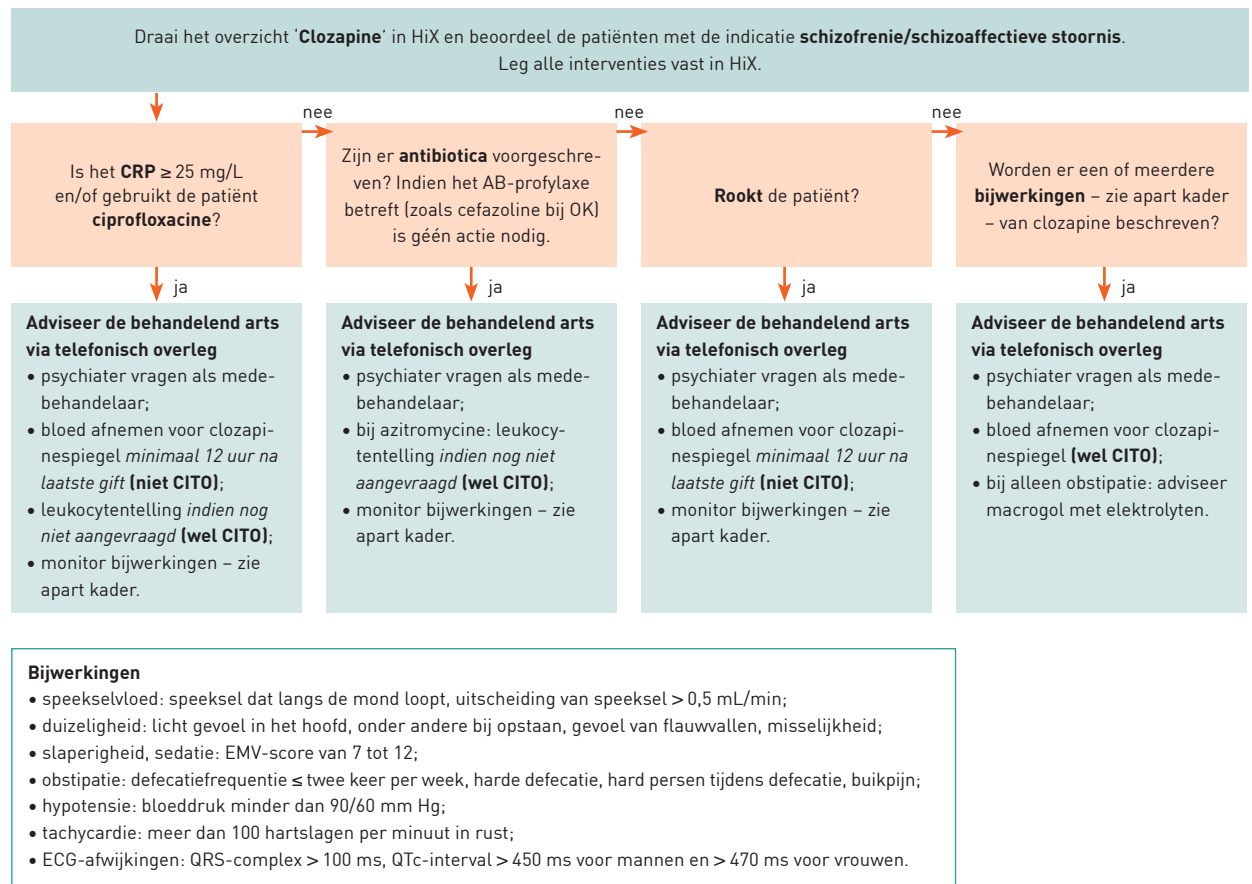 Draai het overzicht ‘Clozapine’ in HiX en beoordeel de patiënten met de indicatie schizofrenie/schizoaffectieve stoornis.
Leg alle interventies vast in HiX.
nee
nee
nee
Is het CRP ≥ 25 mg/L
en/of gebruikt de patiënt
ciprofloxacine?
Zijn er antibiotica voorgeschre-
ven? Indien het AB-profylaxe
betreft (zoals cefazoline bij OK)
is géén actie nodig.
Rookt de patiënt?
Worden er een of meerdere
bijwerkingen – zie apart kader
– van clozapine beschreven?
ja
ja
ja
ja
Adviseer de behandelend arts
via telefonisch overleg
• psychiater vragen als mede-
behandelaar;
• bloed afnemen voor clozapi-
nespiegel minimaal 12 uur na
laatste gift (niet CITO);
• leukocytentelling indien nog
niet aangevraagd (wel CITO);
• monitor bijwerkingen – zie
apart kader.
Adviseer de behandelend arts
via telefonisch overleg
• psychiater vragen als mede-
behandelaar;
• bij azitromycine: leukocy-
tentelling indien nog niet
aangevraagd (wel CITO);
• monitor bijwerkingen – zie
apart kader.
Adviseer de behandelend arts
via telefonisch overleg
• psychiater vragen als mede-
behandelaar;
• bloed afnemen voor clozapi-
nespiegel minimaal 12 uur na
laatste gift (niet CITO);
• monitor bijwerkingen – zie
apart kader.
Adviseer de behandelend arts
via telefonisch overleg
• psychiater vragen als mede-
behandelaar;
• bloed afnemen voor clozapi-
nespiegel (wel CITO);
• bij alleen obstipatie: adviseer
macrogol met elektrolyten.
Bijwerkingen
• speekselvloed: speeksel dat langs de mond loopt, uitscheiding van speeksel > 0,5 mL/min;
• duizeligheid: licht gevoel in het hoofd, onder andere bij opstaan, gevoel van flauwvallen, misselijkheid;
• slaperigheid, sedatie: EMV-score van 7 tot 12;
• obstipatie: defecatiefrequentie ≤ twee keer per week, harde defecatie, hard persen tijdens defecatie, buikpijn;
• hypotensie: bloeddruk minder dan 90/60 mm Hg;
• tachycardie: meer dan 100 hartslagen per minuut in rust;
• ECG-afwijkingen: QRS-complex > 100 ms, QTc-interval > 450 ms voor mannen en > 470 ms voor vrouwen.